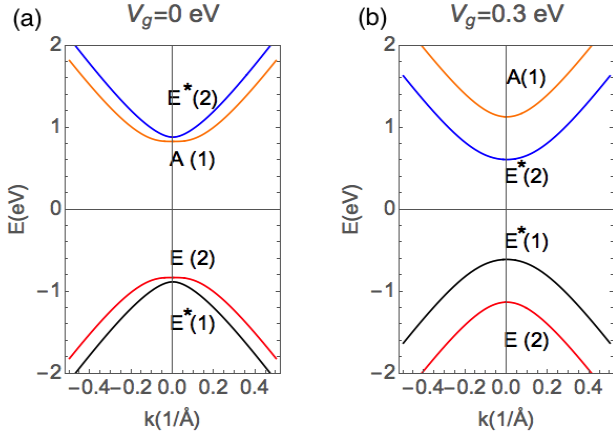 (a) V_g=0 eV
E(eV)
2
1
0
−1
−2
E*(2)
A (1)
E (2)
E*(1)
−0.4 −0.2 0.0 0.2 0.4
k(1/Å)
(b) V_g=0.3 eV
E(eV)
2
1
0
−1
−2
A(1)
E*(2)
E*(1)
E (2)
−0.4 −0.2 0.0 0.2 0.4
k(1/Å)